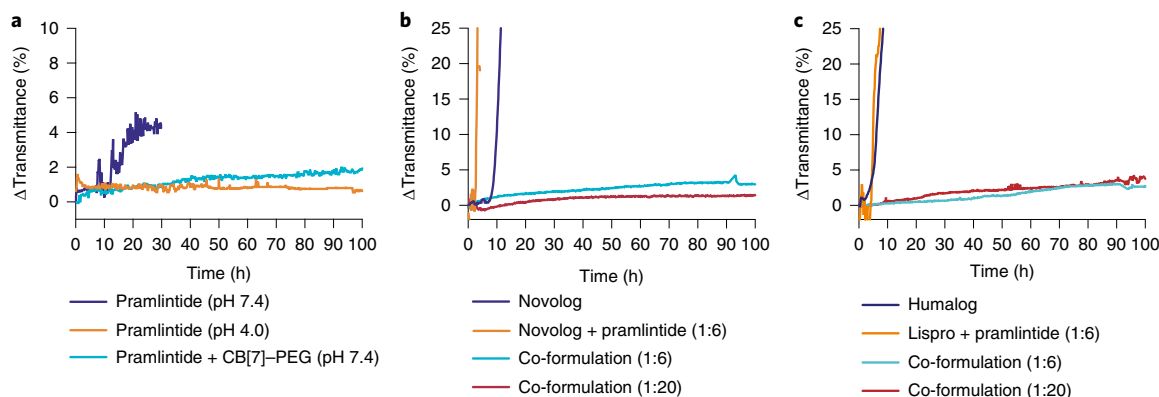 a
Δ Transmittance (%)
10
8
6
4
2
0
0 10 20 30 40 50 60 70 80 90 100
Time (h)
Pramlintide (pH 7.4)
Pramlintide (pH 4.0)
Pramlintide + CB[7]–PEG (pH 7.4)
b
Δ Transmittance (%)
25
20
15
10
5
0
0 10 20 30 40 50 60 70 80 90 100
Time (h)
Novolog
Novolog + pramlintide (1:6)
Co-formulation (1:6)
Co-formulation (1:20)
c
Δ Transmittance (%)
25
20
15
10
5
0
0 10 20 30 40 50 60 70 80 90 100
Time (h)
Humalog
Lispro + pramlintide (1:6)
Co-formulation (1:6)
Co-formulation (1:20)